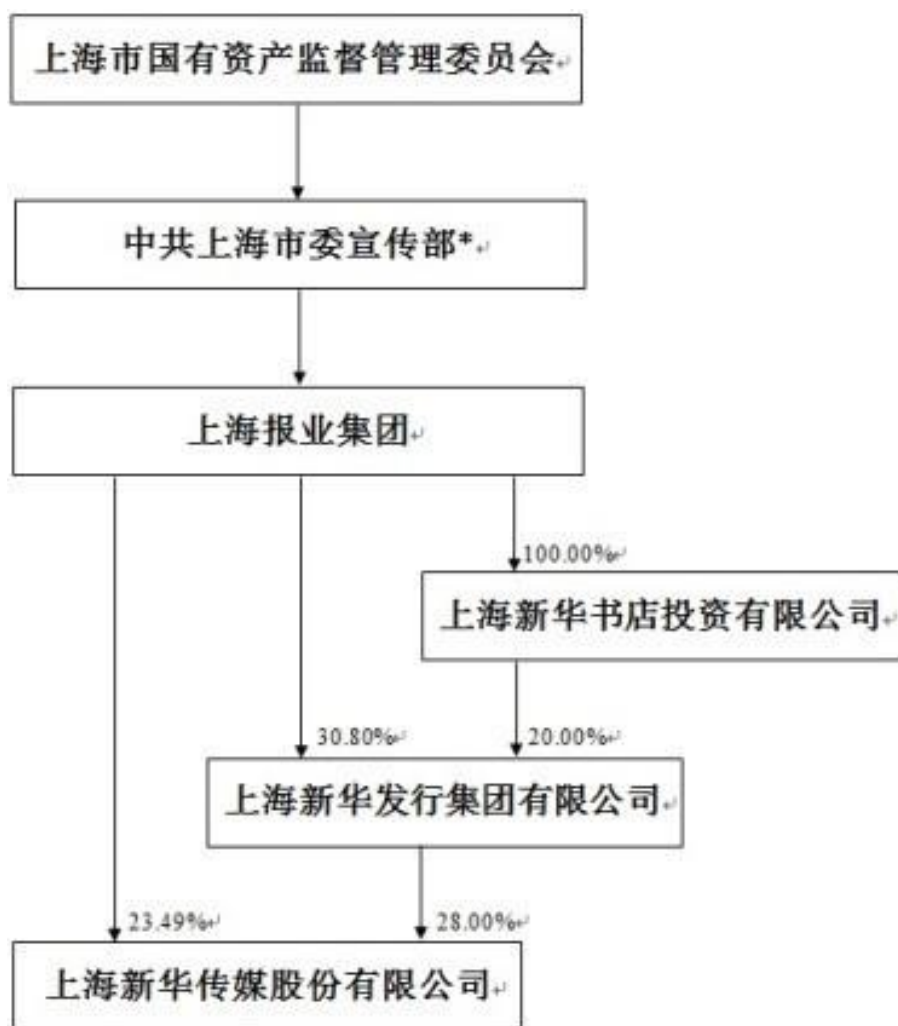 上海市国有资产监督管理委员会
中共上海市委宣传部*
上海报业集团
100.00%
上海新华书店投资有限公司
30.80%
20.00%
上海新华发行集团有限公司
23.49%
28.00%
上海新华传媒股份有限公司